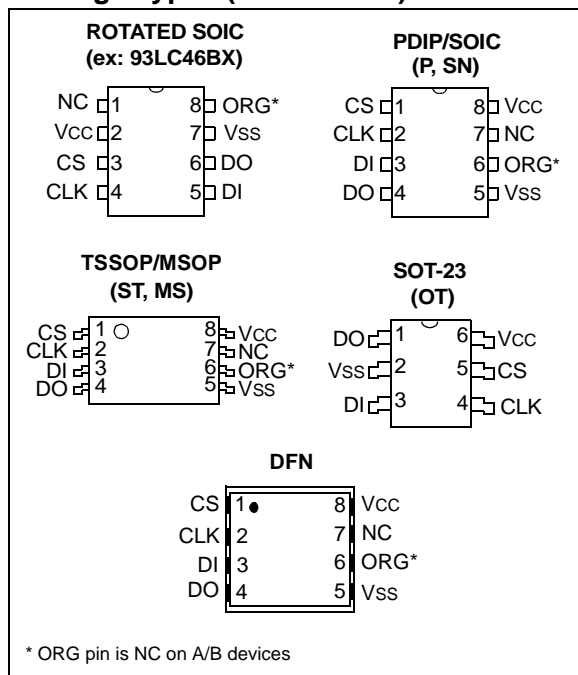 ROTATED SOIC
(ex: 93LC46BX)
NC 1 8 ORG*
VCC 2 7 VSS
CS 3 6 DO
CLK 4 5 DI
PDIP/SOIC
(P, SN)
CS 1 8 VCC
CLK 2 7 NC
DI 3 6 ORG*
DO 4 5 VSS
TSSOP/MSOP
(ST, MS)
CS 1 8 VCC
CLK 2 7 NC
DI 3 6 ORG*
DO 4 5 VSS
SOT-23
(OT)
DO 1 6 VCC
VSS 2 5 CS
DI 3 4 CLK
DFN
CS 1 8 VCC
CLK 2 7 NC
DI 3 6 ORG*
DO 4 5 VSS
* ORG pin is NC on A/B devices